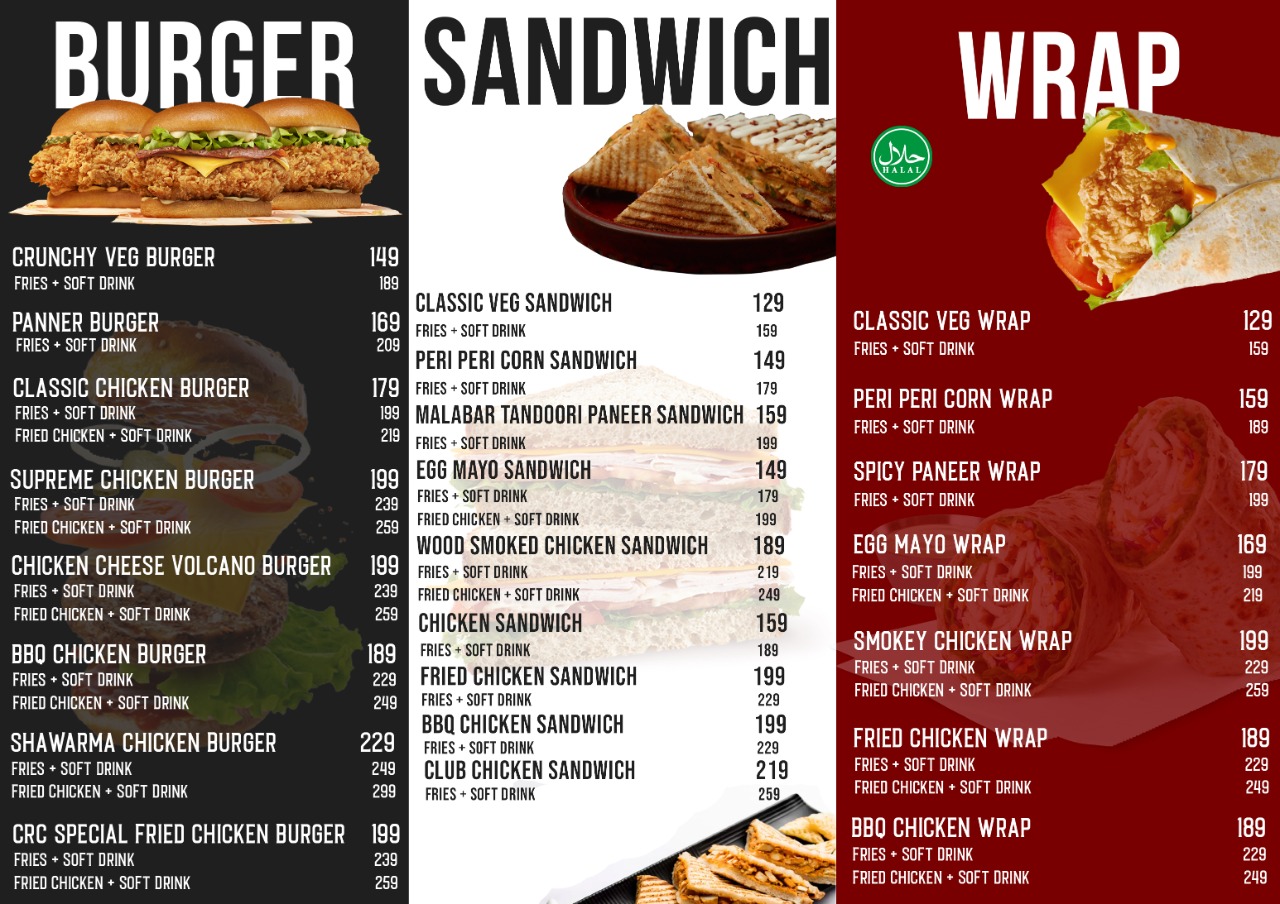 BURGER
CRUNCHY VEG BURGER 149
FRIES + SOFT DRINK 189
PANNER BURGER 169
FRIES + SOFT DRINK 209
CLASSIC CHICKEN BURGER 179
FRIES + SOFT DRINK 199
FRIED CHICKEN + SOFT DRINK 219
SUPREME CHICKEN BURGER 199
FRIES + SOFT DRINK 239
FRIED CHICKEN + SOFT DRINK 259
CHICKEN CHEESE VOLCANO BURGER 199
FRIES + SOFT DRINK 239
FRIED CHICKEN + SOFT DRINK 259
BBQ CHICKEN BURGER 189
FRIES + SOFT DRINK 229
FRIED CHICKEN + SOFT DRINK 249
SHAWARMA CHICKEN BURGER 229
FRIES + SOFT DRINK 249
FRIED CHICKEN + SOFT DRINK 299
CRC SPECIAL FRIED CHICKEN BURGER 199
FRIES + SOFT DRINK 239
FRIED CHICKEN + SOFT DRINK 259
SANDWICH
CLASSIC VEG SANDWICH 129
FRIES + SOFT DRINK 159
PERI PERI CORN SANDWICH 149
FRIES + SOFT DRINK 179
MALABAR TANDOORI PANEER SANDWICH 159
FRIES + SOFT DRINK 199
EGG MAYO SANDWICH 149
FRIES + SOFT DRINK 179
FRIED CHICKEN + SOFT DRINK 199
WOOD SMOKED CHICKEN SANDWICH 189
FRIES + SOFT DRINK 219
FRIED CHICKEN + SOFT DRINK 249
CHICKEN SANDWICH 159
FRIES + SOFT DRINK 189
FRIED CHICKEN SANDWICH 199
FRIES + SOFT DRINK 229
BBQ CHICKEN SANDWICH 199
FRIES + SOFT DRINK 229
CLUB CHICKEN SANDWICH 219
FRIES + SOFT DRINK 259
WRAP
حلال
HALAL
CLASSIC VEG WRAP 129
FRIES + SOFT DRINK 159
PERI PERI CORN WRAP 159
FRIES + SOFT DRINK 189
SPICY PANEER WRAP 179
FRIES + SOFT DRINK 199
EGG MAYO WRAP 169
FRIES + SOFT DRINK 199
FRIED CHICKEN + SOFT DRINK 219
SMOKEY CHICKEN WRAP 199
FRIES + SOFT DRINK 229
FRIED CHICKEN + SOFT DRINK 259
FRIED CHICKEN WRAP 189
FRIES + SOFT DRINK 229
FRIED CHICKEN + SOFT DRINK 249
BBQ CHICKEN WRAP 189
FRIES + SOFT DRINK 229
FRIED CHICKEN + SOFT DRINK 249